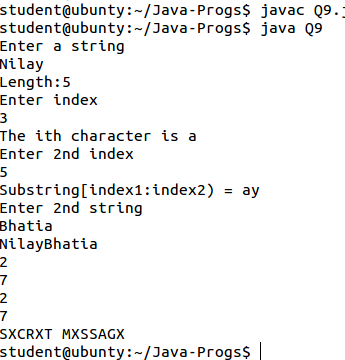 student@ubunty:~/Java-Progs$ javac Q9.j
student@ubunty:~/Java-Progs$ java Q9
Enter a string
Nilay
Length:5
Enter index
3
The ith character is a
Enter 2nd index
5
Substring[index1:index2) = ay
Enter 2nd string
Bhatia
NilayBhatia
2
7
2
7
SXCRXT MXSSAGX
student@ubunty:~/Java-Progs$